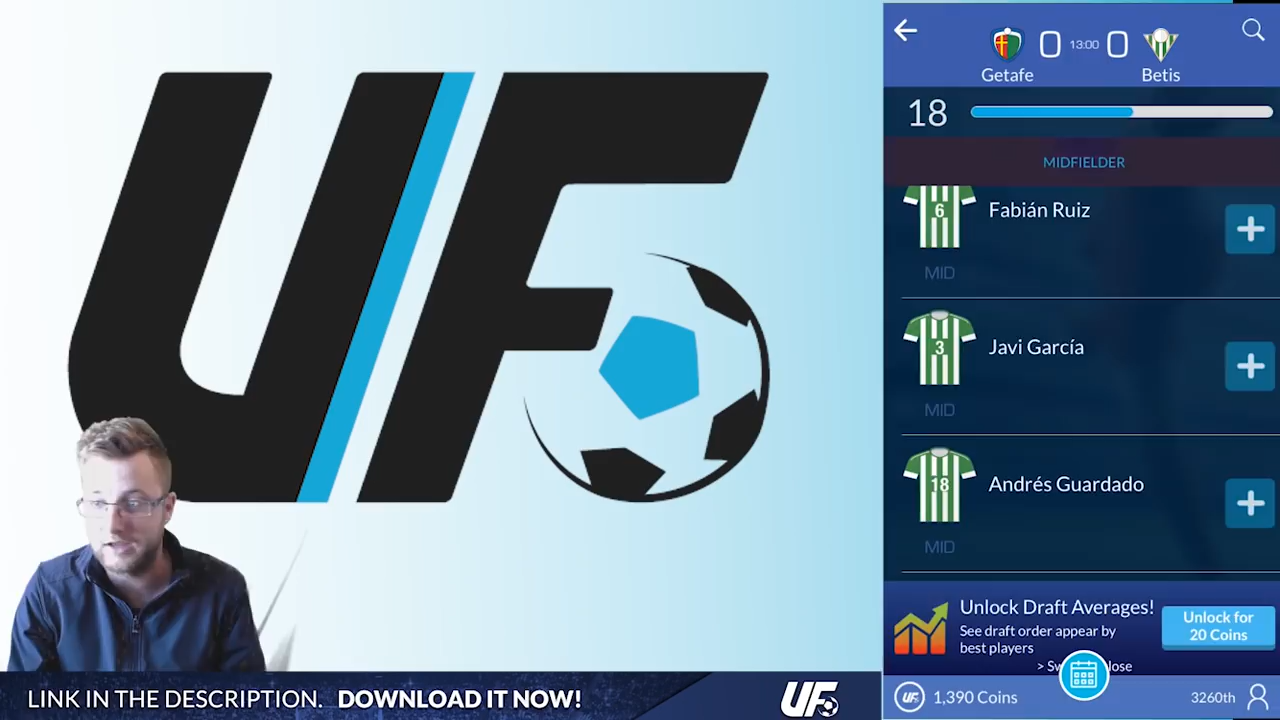 UF
Getafe 0 13:00 0 Betis
18
MIDFIELDER
6 Fabián Ruiz
MID
3 Javi García
MID
18 Andrés Guardado
MID
Unlock Draft Averages!
See draft order appear by
best players
Unlock for
20 Coins
LINK IN THE DESCRIPTION. DOWNLOAD IT NOW!
UF
UF 1,390 Coins
3260th